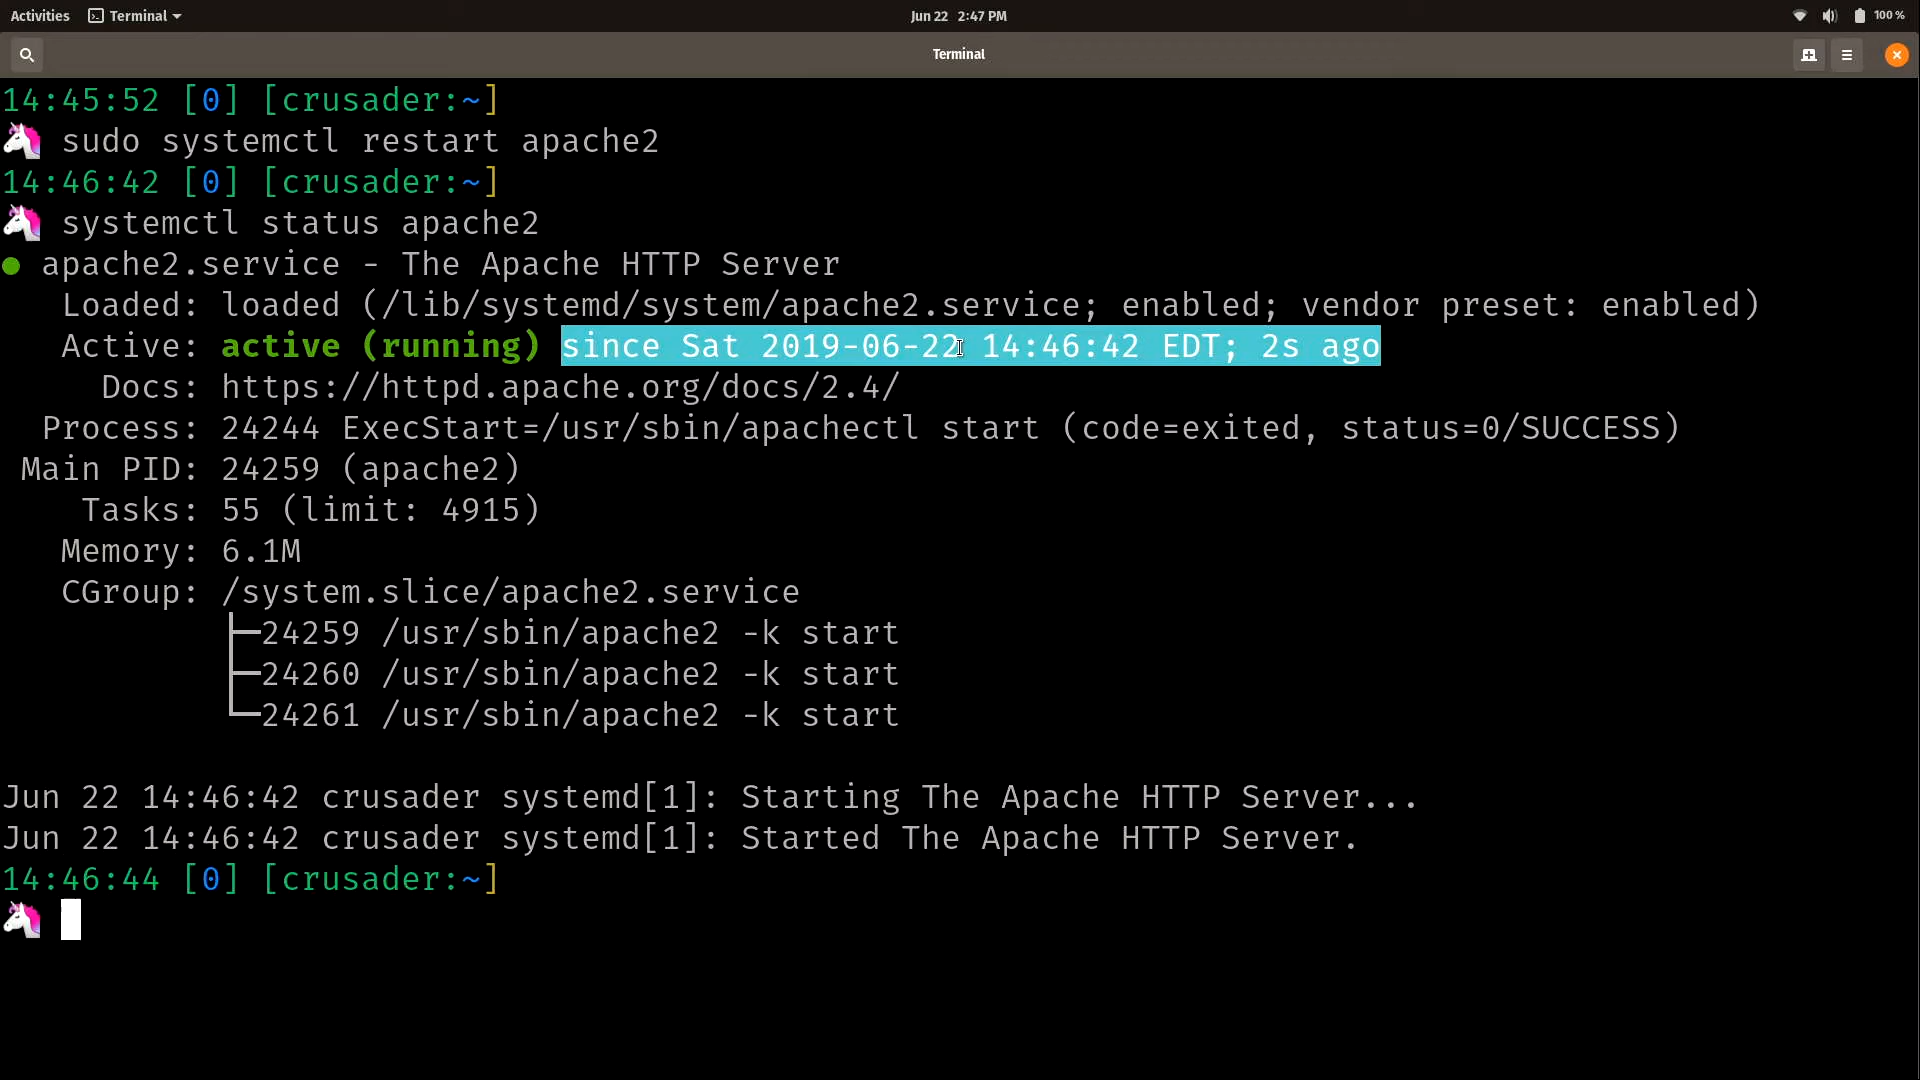 Activities Terminal Jun 22 2:47 PM 100 %
Terminal
14:45:52 [0] [crusader:~]
🦄 sudo systemctl restart apache2
14:46:42 [0] [crusader:~]
🦄 systemctl status apache2
● apache2.service - The Apache HTTP Server
   Loaded: loaded (/lib/systemd/system/apache2.service; enabled; vendor preset: enabled)
   Active: active (running) since Sat 2019-06-22 14:46:42 EDT; 2s ago
     Docs: https://httpd.apache.org/docs/2.4/
  Process: 24244 ExecStart=/usr/sbin/apachectl start (code=exited, status=0/SUCCESS)
 Main PID: 24259 (apache2)
    Tasks: 55 (limit: 4915)
   Memory: 6.1M
   CGroup: /system.slice/apache2.service
           ├─24259 /usr/sbin/apache2 -k start
           ├─24260 /usr/sbin/apache2 -k start
           └─24261 /usr/sbin/apache2 -k start
Jun 22 14:46:42 crusader systemd[1]: Starting The Apache HTTP Server...
Jun 22 14:46:42 crusader systemd[1]: Started The Apache HTTP Server.
14:46:44 [0] [crusader:~]
🦄